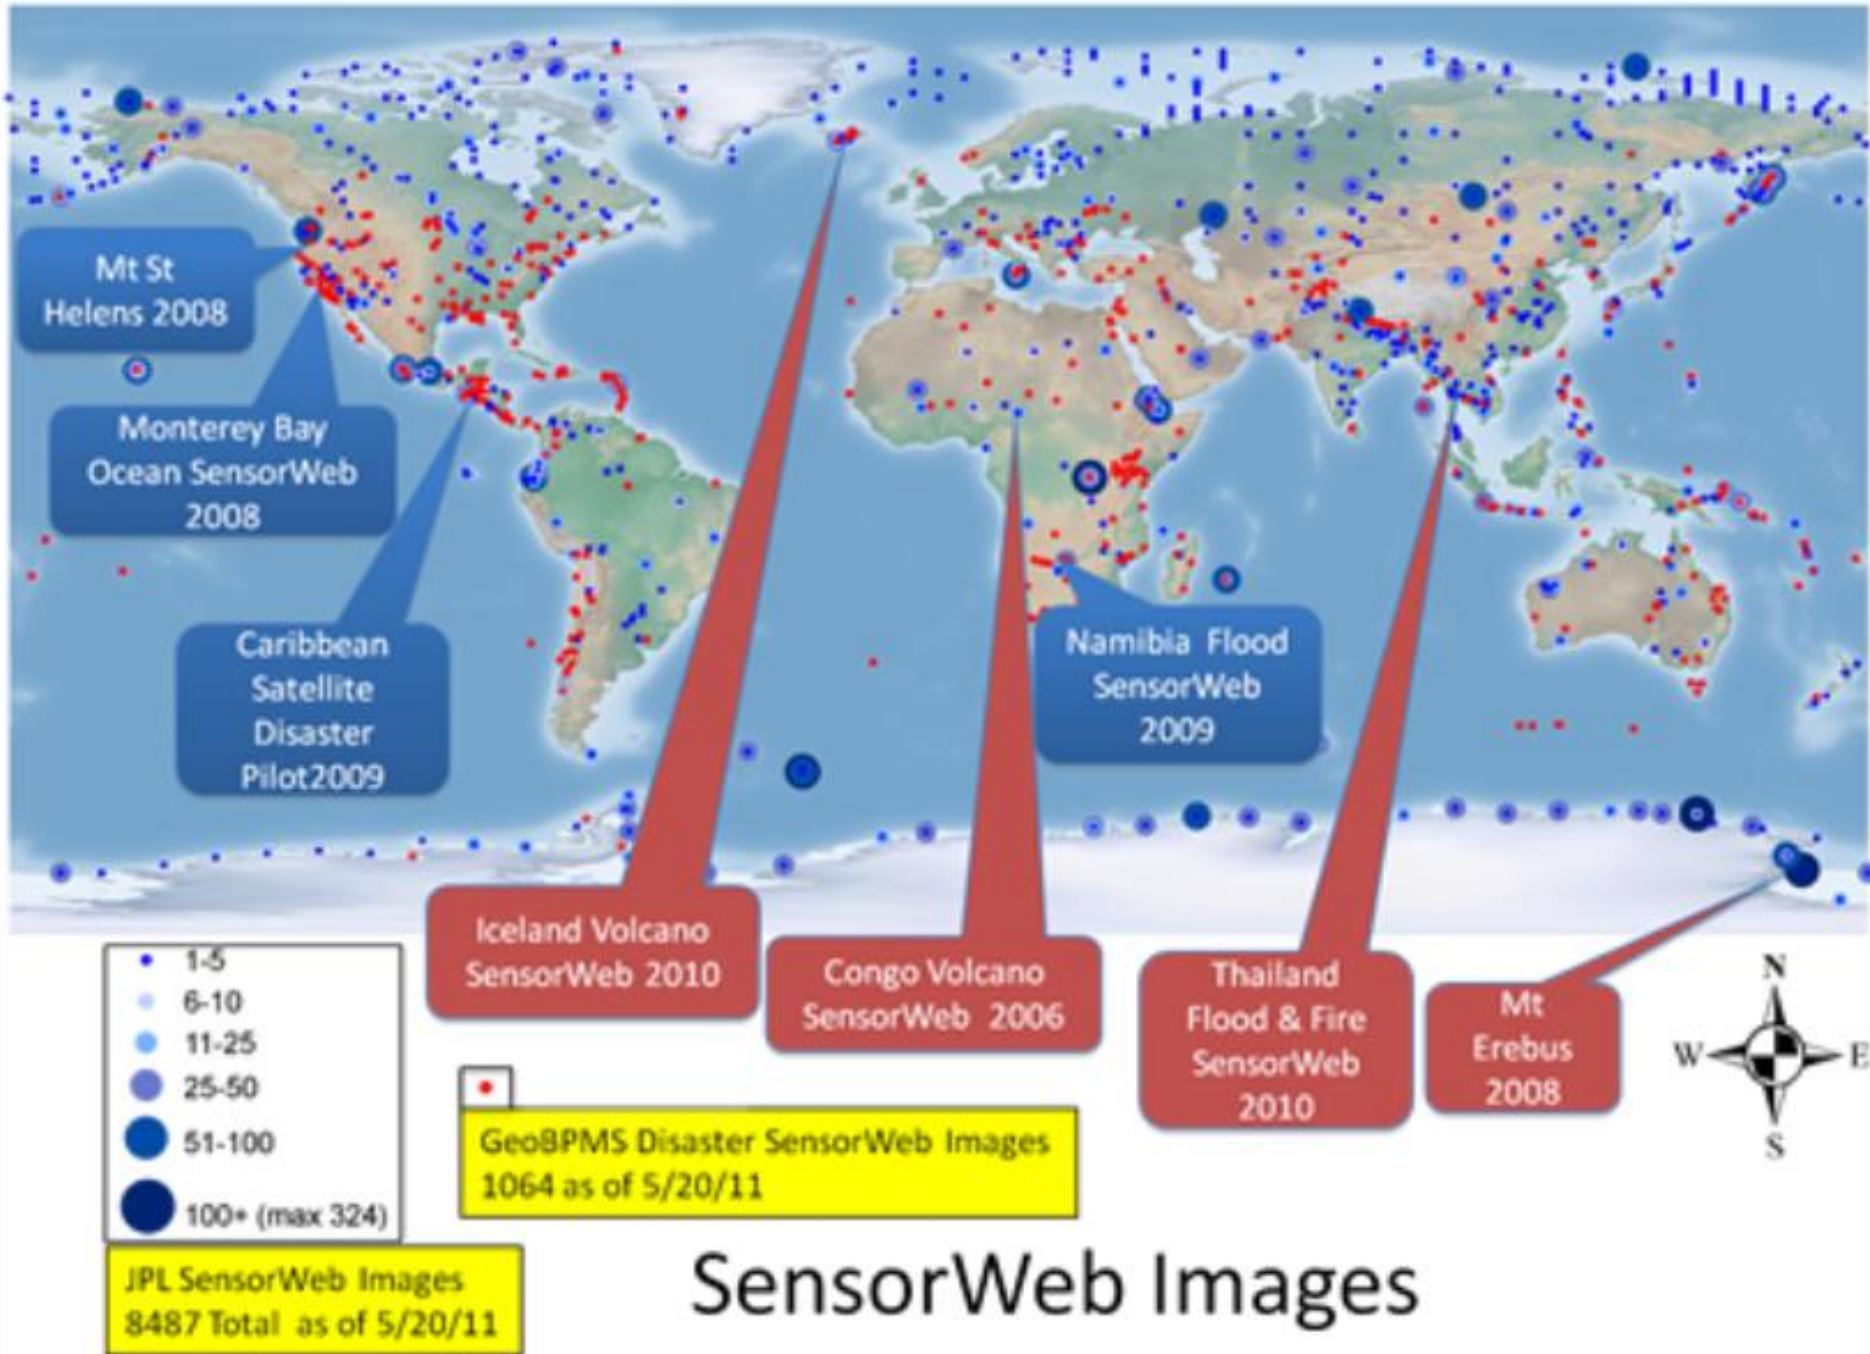 Mt St
Helens 2008
Monterey Bay
Ocean SensorWeb
2008
Caribbean
Satellite
Disaster
Pilot2009
Namibia Flood
SensorWeb
2009
Iceland Volcano
SensorWeb 2010
Congo Volcano
SensorWeb 2006
Thailand
Flood & Fire
SensorWeb
2010
Mt
Erebus
2008
N
W
E
S
1-5
6-10
11-25
25-50
51-100
100+ (max 324)
GeoBPMS Disaster SensorWeb Images
1064 as of 5/20/11
JPL SensorWeb Images
8487 Total as of 5/20/11
SensorWeb Images